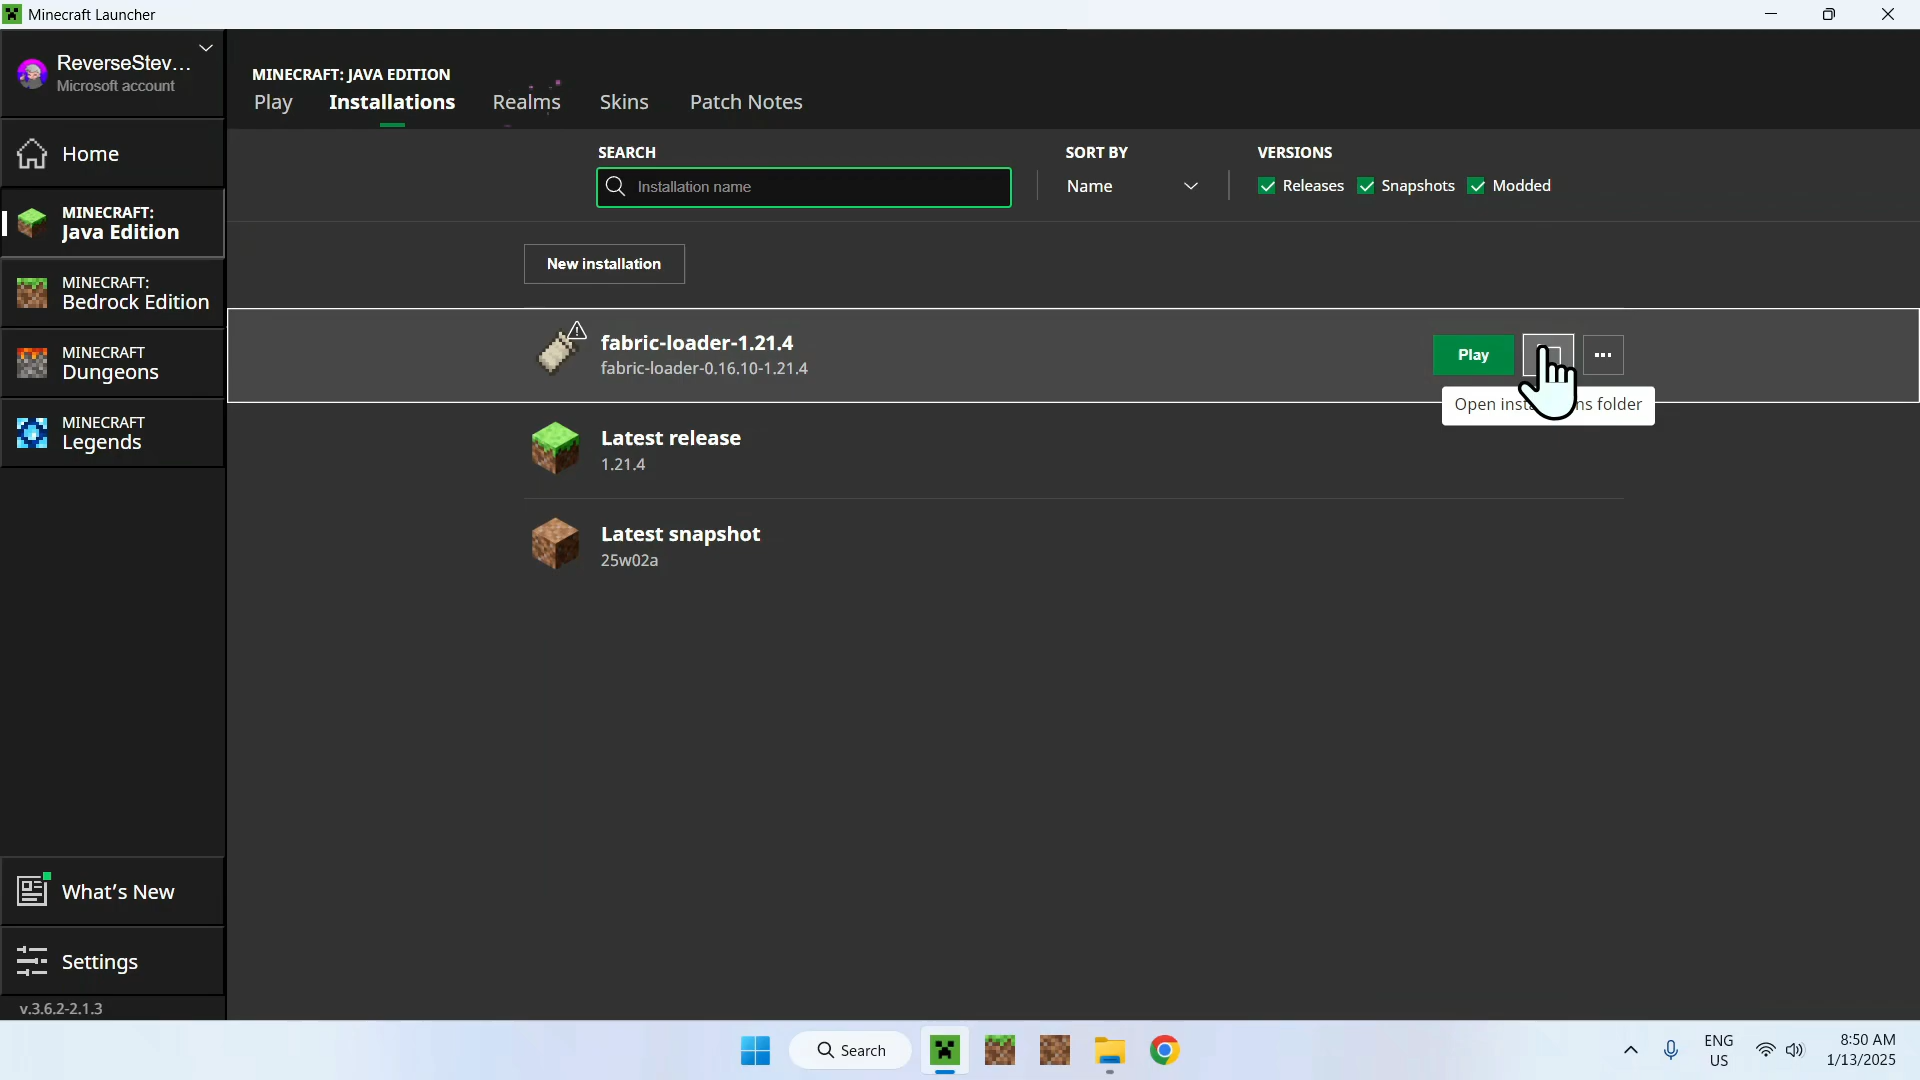 Minecraft Launcher
ReverseStev...
Microsoft account
Home
MINECRAFT:
Java Edition
MINECRAFT:
Bedrock Edition
MINECRAFT
Dungeons
MINECRAFT
Legends
What's New
Settings
v.3.6.2-2.1.3
MINECRAFT: JAVA EDITION
Play Installations Realms Skins Patch Notes
SEARCH
Installation name
SORT BY
Name
VERSIONS
Releases Snapshots Modded
New installation
fabric-loader-1.21.4
fabric-loader-0.16.10-1.21.4
Play
Open folder
Latest release
1.21.4
Latest snapshot
25w02a
Search
ENG
US
8:50 AM
1/13/2025